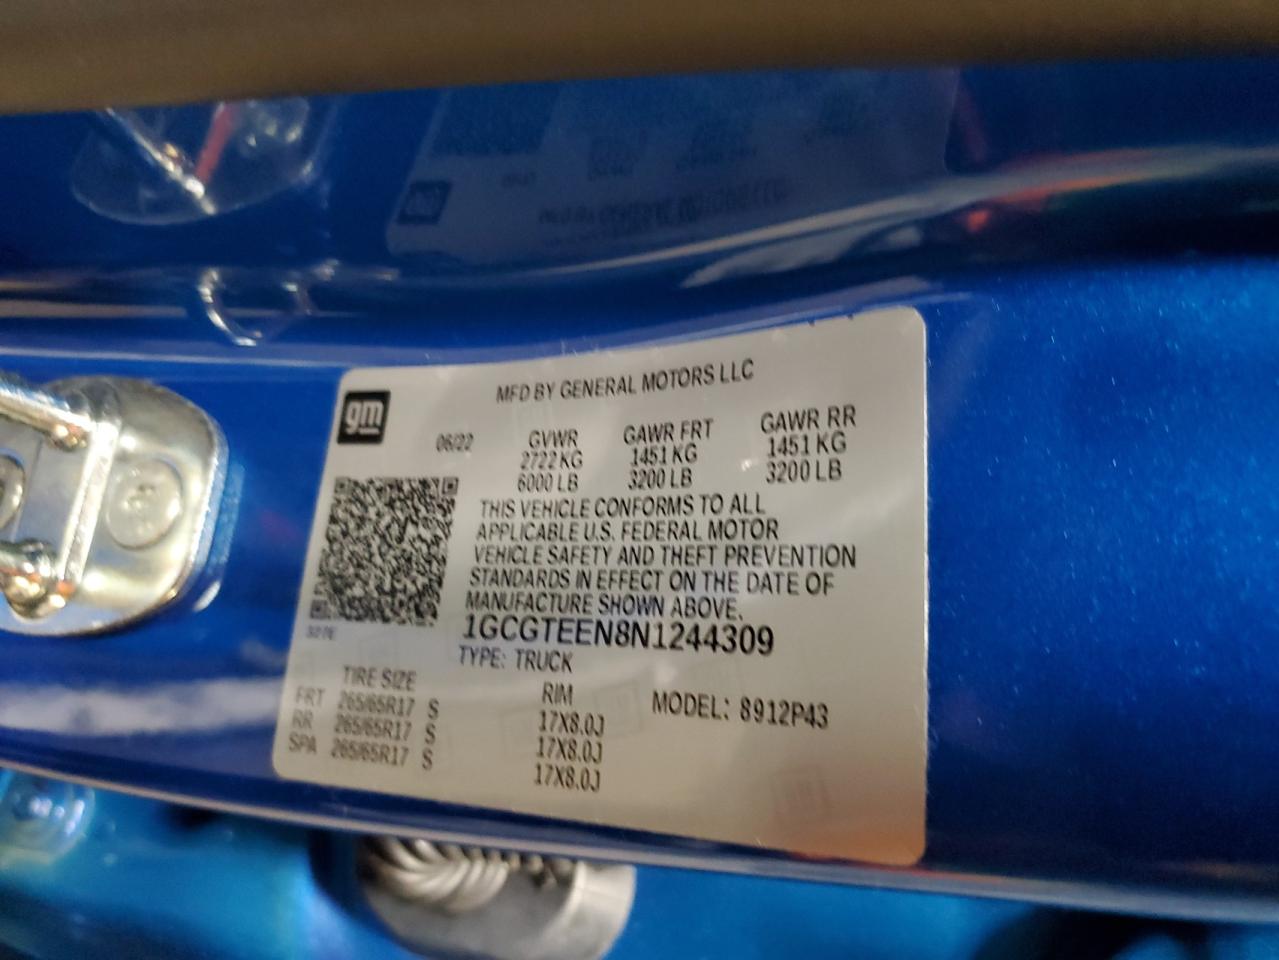 gm
MFD BY GENERAL MOTORS LLC
06/22 GVWR GAWR FRT GAWR RR
2722 KG 1451 KG 1451 KG
6000 LB 3200 LB 3200 LB
THIS VEHICLE CONFORMS TO ALL
APPLICABLE U.S. FEDERAL MOTOR
VEHICLE SAFETY AND THEFT PREVENTION
STANDARDS IN EFFECT ON THE DATE OF
MANUFACTURE SHOWN ABOVE.
1GCGTEEN8N1244309
TYPE: TRUCK
TIRE SIZE RIM MODEL: 8912P43
FRT 265/65R17 S 17X8.0J
RR 265/65R17 S 17X8.0J
SPA 265/65R17 S 17X8.0J